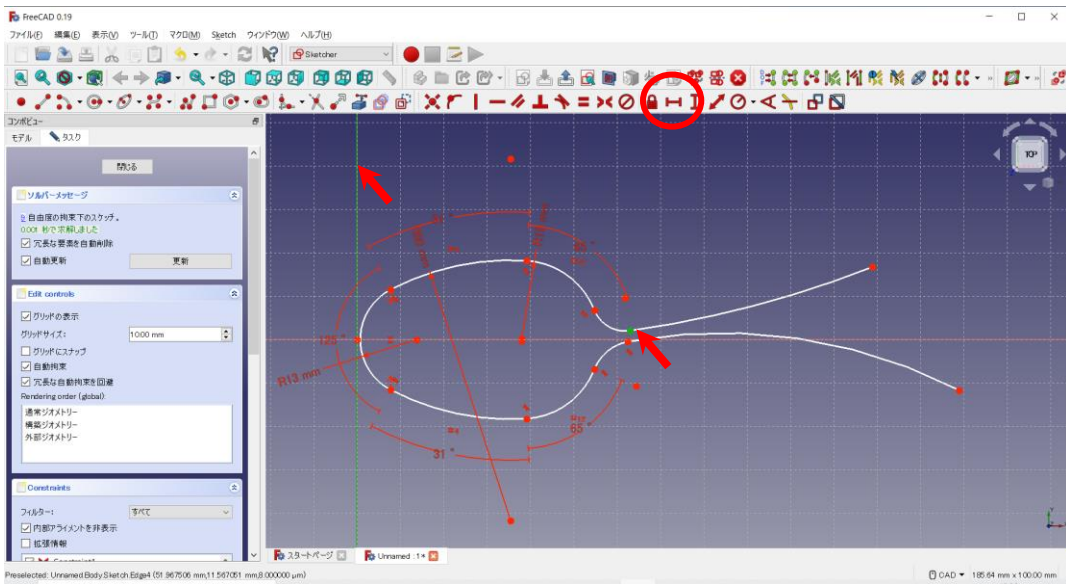 FreeCAD 0.19
ファイル(F) 編集(E) 表示(V) ツール(T) マクロ(M) Sketch ウィンドウ(W) ヘルプ(H)
Sketcher
コンボビュー
モデル タスク
閉じる
ソルバーメッセージ
9 自由度の拘束下のスケッチ。
0.001 秒で求解しました
冗長な要素を自動削除
自動更新 更新
Edit controls
グリッドの表示
グリッドサイズ: 10.00 mm
グリッドにスナップ
自動拘束
冗長な自動拘束を回避
Rendering order (global):
通常ジオメトリー
構築ジオメトリー
外部ジオメトリー
Constraints
フィルター: すべて
内部アライメントを非表示
拡張情報
Constraint1
TOP
125 °
R13 mm
31 °
65 °
スタートページ Unnamed : 1*
Preselected: Unnamed.Body.Sketch.Edge4 (51.967506 mm,11.567051 mm,8.000000 μm)
CAD 185.64 mm x 100.00 mm